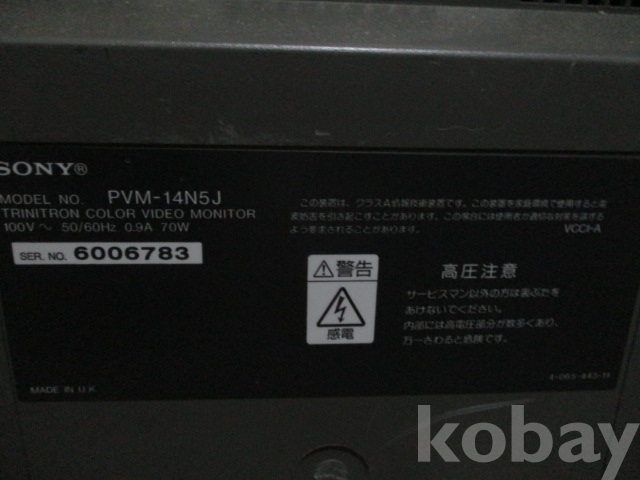 SONY®
MODEL NO. PVM-14N5J
TRINITRON COLOR VIDEO MONITOR
100V ~ 50/60Hz 0.9A 70W
SER. NO. 6006783
この装置は、クラスA情報技術装置です。この装置を家庭環境で使用すると電
波妨害を引き起こすことがあります。この場合には使用者が適切な対策を講ずる
よう要求されることがあります。
VCCI-A
警告
感電
高圧注意
サービスマン以外の方は裏ぶたを
あけないでください。
内部には高電圧部分が数多くあり、
万一さわると危険です。
MADE IN U.K.
kobay